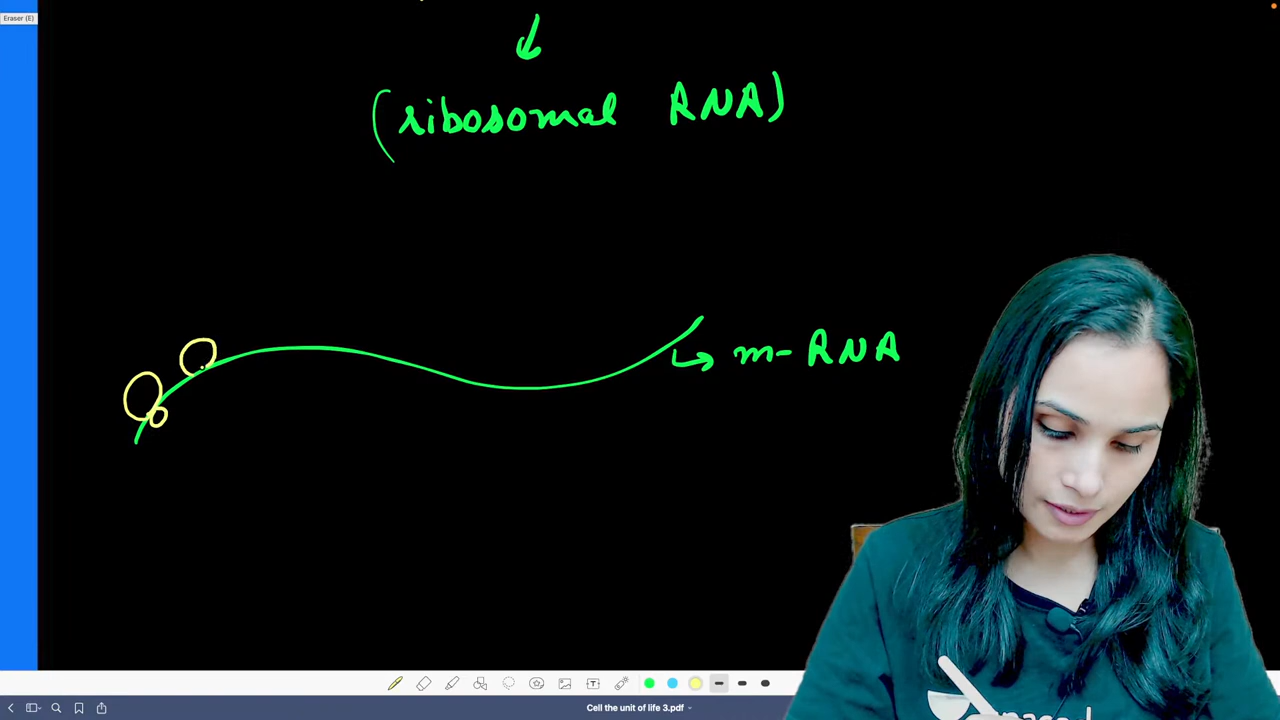 Eraser (E)
(ribosomal RNA)
m-RNA
Cell the unit of life 3.pdf